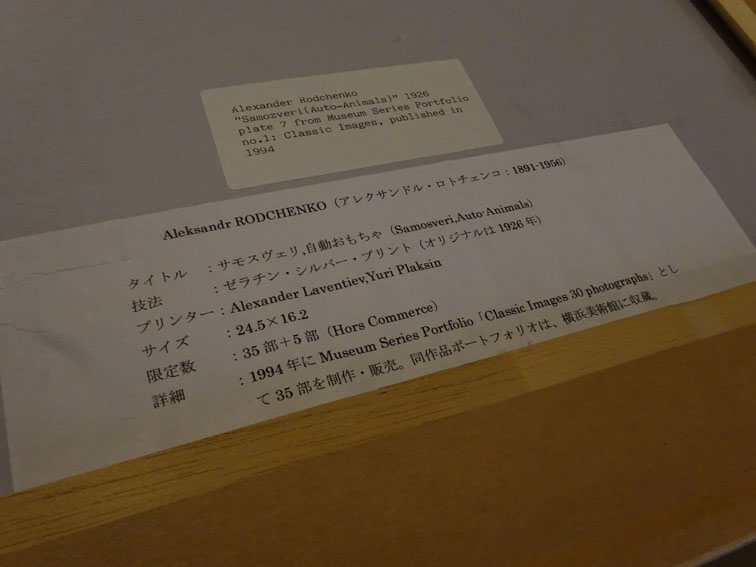 Alexander Rodchenko
"Samozveri(Auto-Animals)" 1926
plate 7 from Museum Series Portfolio
no.1: Classic Images, published in
1994
Aleksandr RODCHENKO（アレクサンドル・ロトチェンコ：1891-1956）
タイトル ：サモスヴェリ,自動おもちゃ（Samosveri,Auto-Animals）
技法 ：ゼラチン・シルバー・プリント（オリジナルは1926年）
プリンター：Alexander Laventiev,Yuri Plaksin
サイズ ：24.5×16.2
限定数 ：35部＋5部（Hors Commerce）
詳細 ：1994年にMuseum Series Portfolio「Classic Images 30 photographs」とし
て35部を制作・販売。同作品ポートフォリオは、横浜美術館に収蔵。